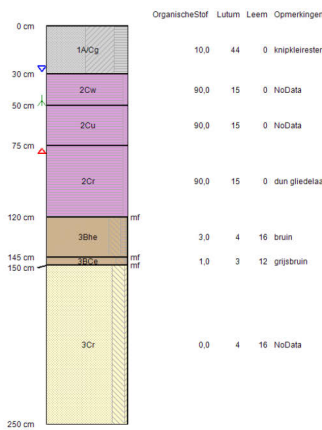 OrganischeStof Lutum Leem Opmerkingen
0 cm
1A/Cg 10,0 44 0 knipkleiresten
30 cm
2Cw 90,0 15 0 NoData
50 cm
2Cu 90,0 15 0 NoData
75 cm
2Cr 90,0 15 0 dun gliedelaa
120 cm mf
3Bhe 3,0 4 16 bruin
145 cm mf
3BCe 1,0 3 12 grijsbruin
150 cm mf
3Cr 0,0 4 16 NoData
250 cm